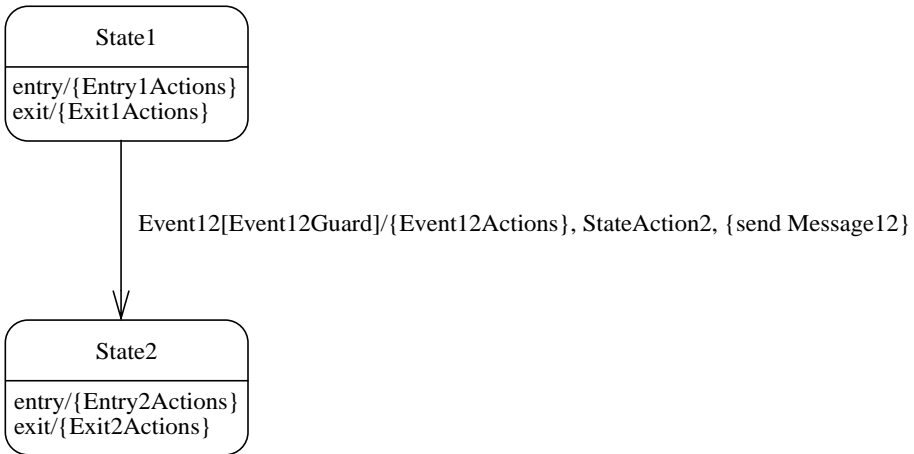 State1
entry/{Entry1Actions}
exit/{Exit1Actions}
Event12[Event12Guard]/{Event12Actions}, StateAction2, {send Message12}
State2
entry/{Entry2Actions}
exit/{Exit2Actions}